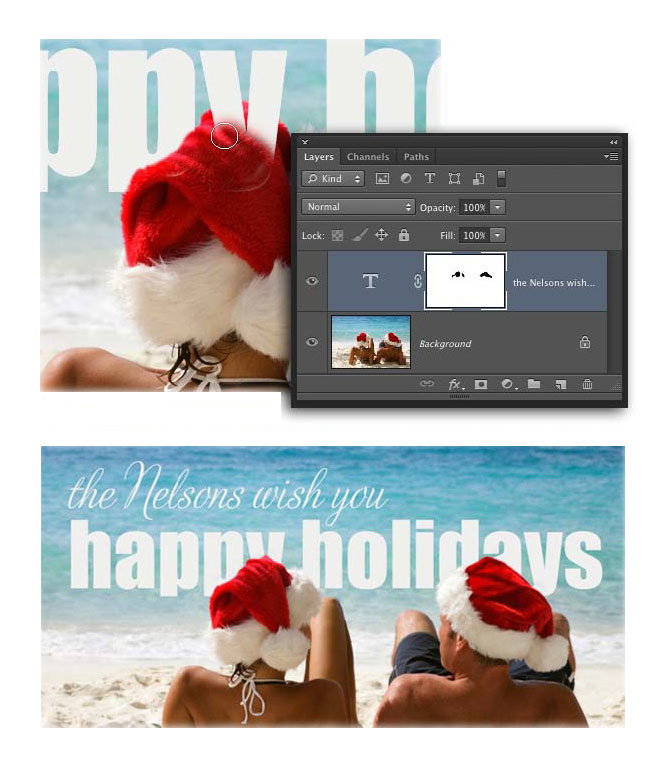 ppy ho
Layers Channels Paths
Kind
Normal Opacity: 100%
Lock: Fill: 100%
T the Nelsons wish...
Background
fx
the Nelsons wish you
happy holidays